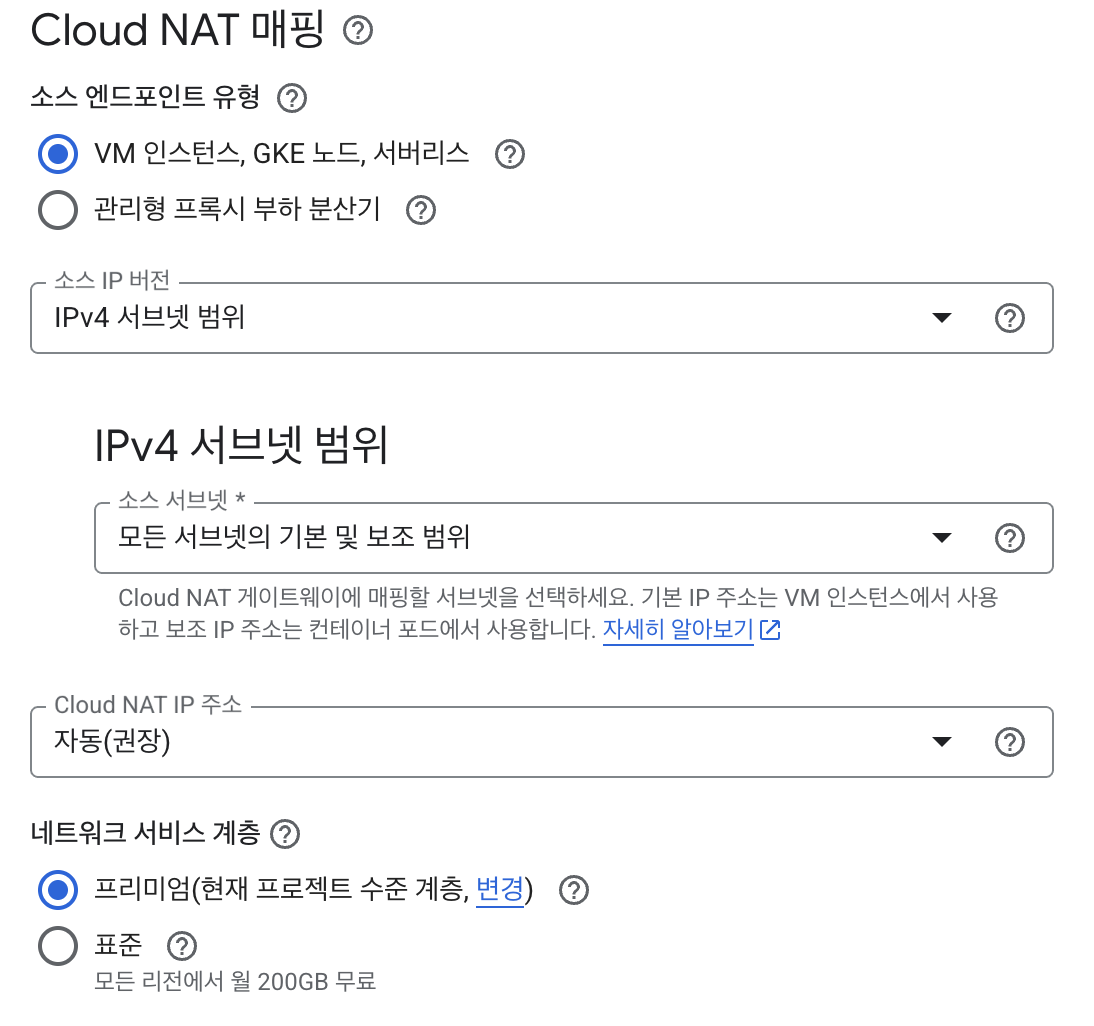 Cloud NAT 매핑
소스 엔드포인트 유형
VM 인스턴스, GKE 노드, 서버리스
관리형 프록시 부하 분산기
소스 IP 버전
IPv4 서브넷 범위
IPv4 서브넷 범위
소스 서브넷 *
모든 서브넷의 기본 및 보조 범위
Cloud NAT 게이트웨이에 매핑할 서브넷을 선택하세요. 기본 IP 주소는 VM 인스턴스에서 사용
하고 보조 IP 주소는 컨테이너 포드에서 사용합니다. 자세히 알아보기
Cloud NAT IP 주소
자동(권장)
네트워크 서비스 계층
프리미엄(현재 프로젝트 수준 계층, 변경)
표준
모든 리전에서 월 200GB 무료